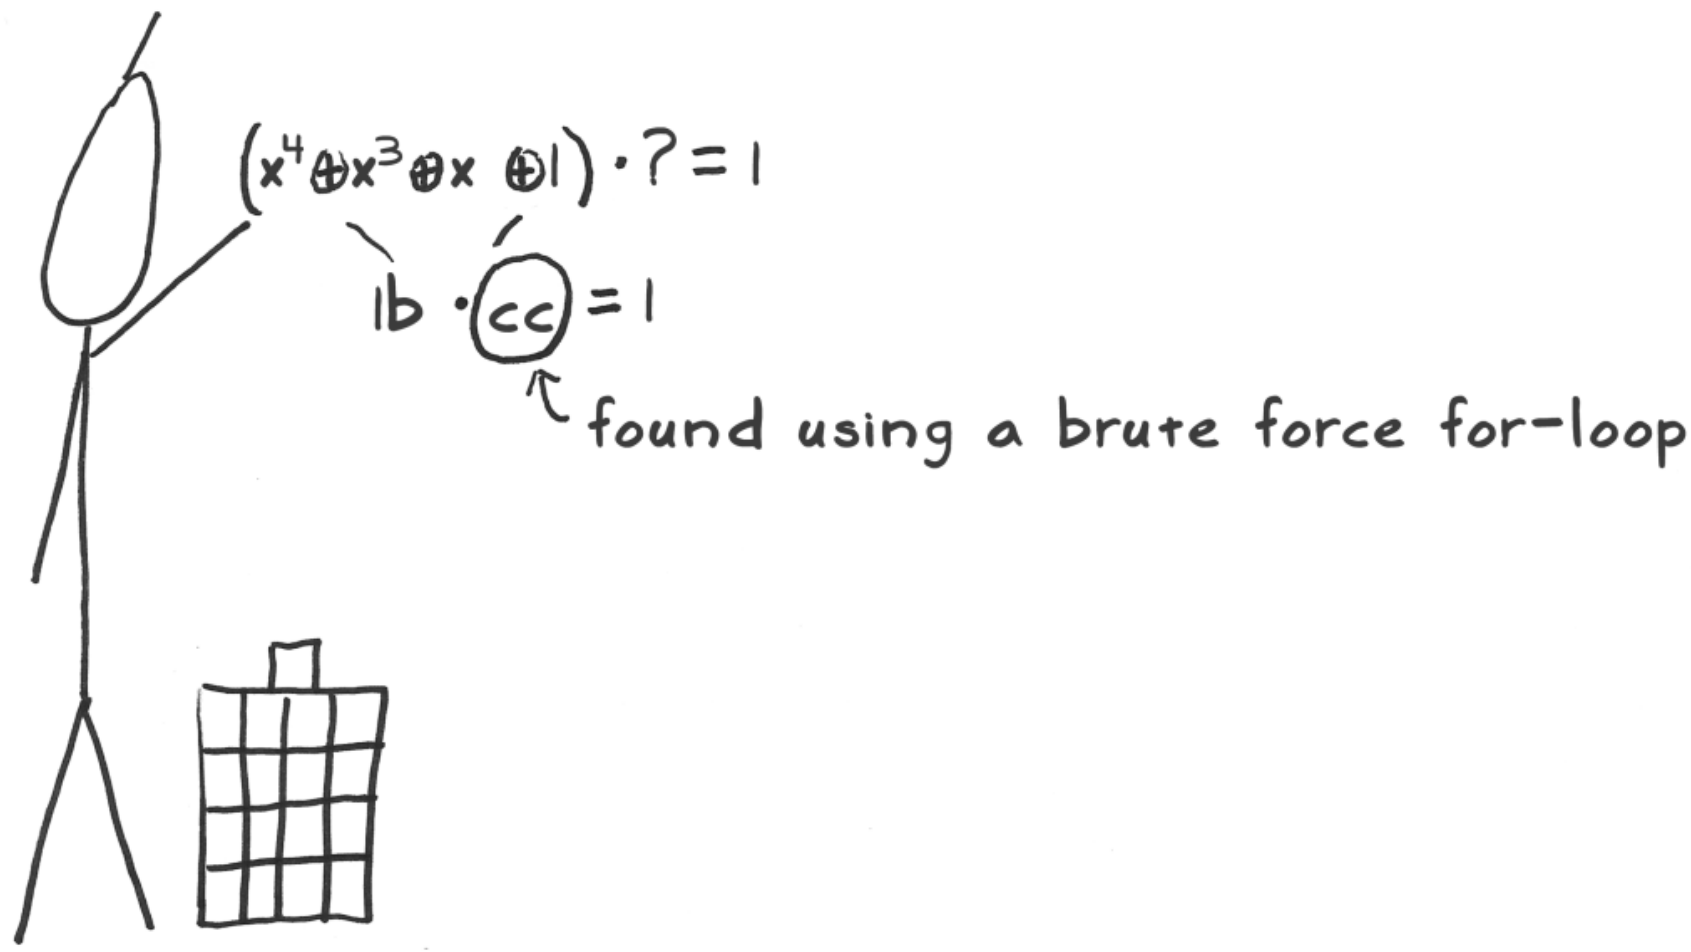 (x⁴⊕x³⊕x ⊕1)·?=1
1b ·cc = 1
found using a brute force for-loop